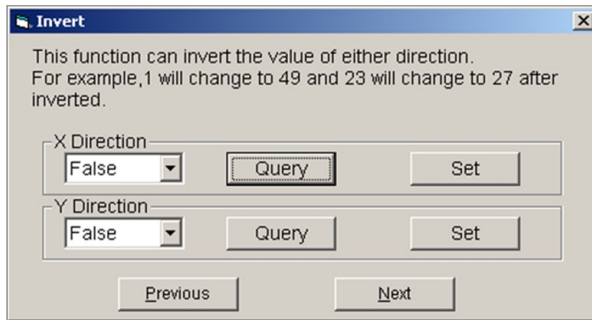 Invert
This function can invert the value of either direction.
For example,1 will change to 49 and 23 will change to 27 after
inverted.
X Direction
False Query Set
Y Direction
False Query Set
Previous Next